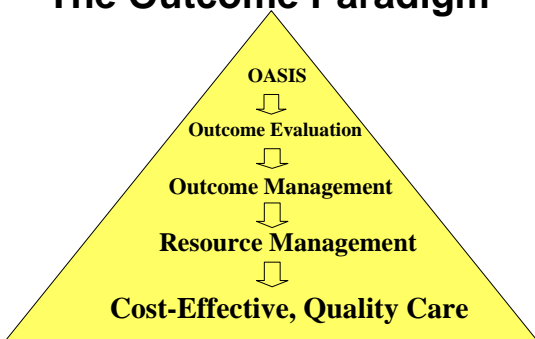 The Outcome Paradigm
OASIS
Outcome Evaluation
Outcome Management
Resource Management
Cost-Effective, Quality Care